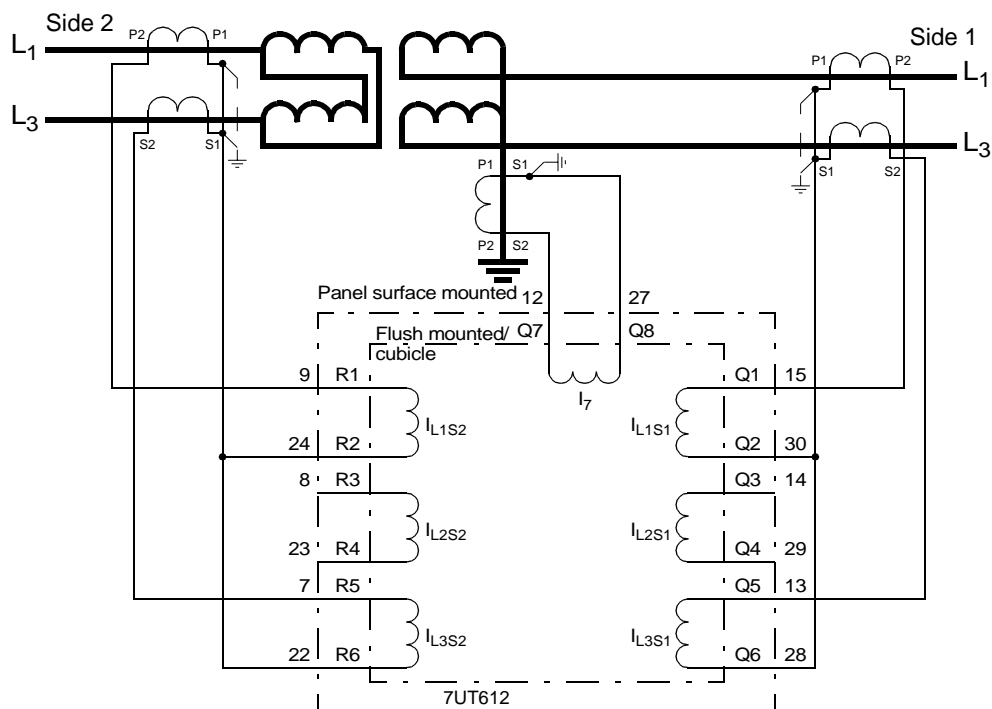 Side 2
P2 P1
L1
Side 1
P1 P2
L1
L3
S2 S1
L3
S1 S2
P1 S1
P2 S2
Panel surface mounted 12 27
Flush mounted/ Q7 Q8
cubicle
9 R1 Q1 15
I7
IL1S2 IL1S1
24 R2 Q2 30
8 R3 Q3 14
IL2S2 IL2S1
23 R4 Q4 29
7 R5 Q5 13
IL3S2 IL3S1
22 R6 Q6 28
7UT612